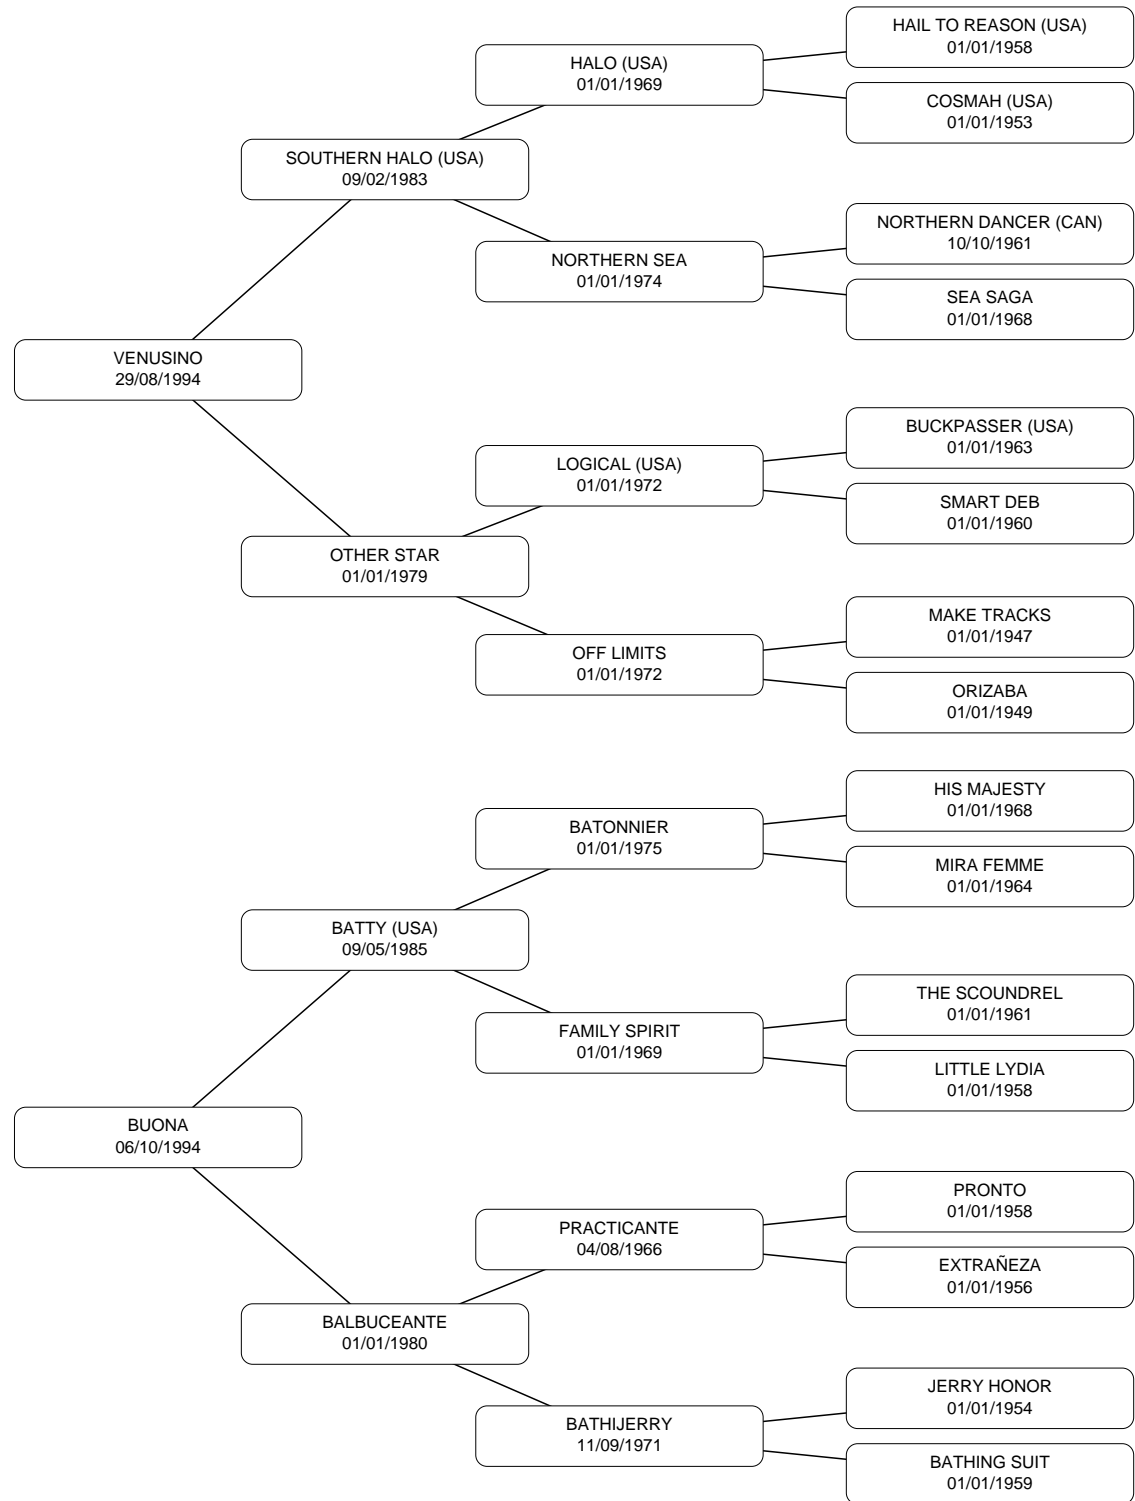 HAIL TO REASON (USA)
01/01/1958
HALO (USA)
01/01/1969
COSMAH (USA)
01/01/1953
SOUTHERN HALO (USA)
09/02/1983
NORTHERN DANCER (CAN)
10/10/1961
NORTHERN SEA
01/01/1974
SEA SAGA
01/01/1968
VENUSINO
29/08/1994
BUCKPASSER (USA)
01/01/1963
LOGICAL (USA)
01/01/1972
SMART DEB
01/01/1960
OTHER STAR
01/01/1979
MAKE TRACKS
01/01/1947
OFF LIMITS
01/01/1972
ORIZABA
01/01/1949
HIS MAJESTY
01/01/1968
BATONNIER
01/01/1975
MIRA FEMME
01/01/1964
BATTY (USA)
09/05/1985
THE SCOUNDREL
01/01/1961
FAMILY SPIRIT
01/01/1969
LITTLE LYDIA
01/01/1958
BUONA
06/10/1994
PRONTO
01/01/1958
PRACTICANTE
04/08/1966
EXTRAÑEZA
01/01/1956
BALBUCEANTE
01/01/1980
JERRY HONOR
01/01/1954
BATHIJERRY
11/09/1971
BATHING SUIT
01/01/1959